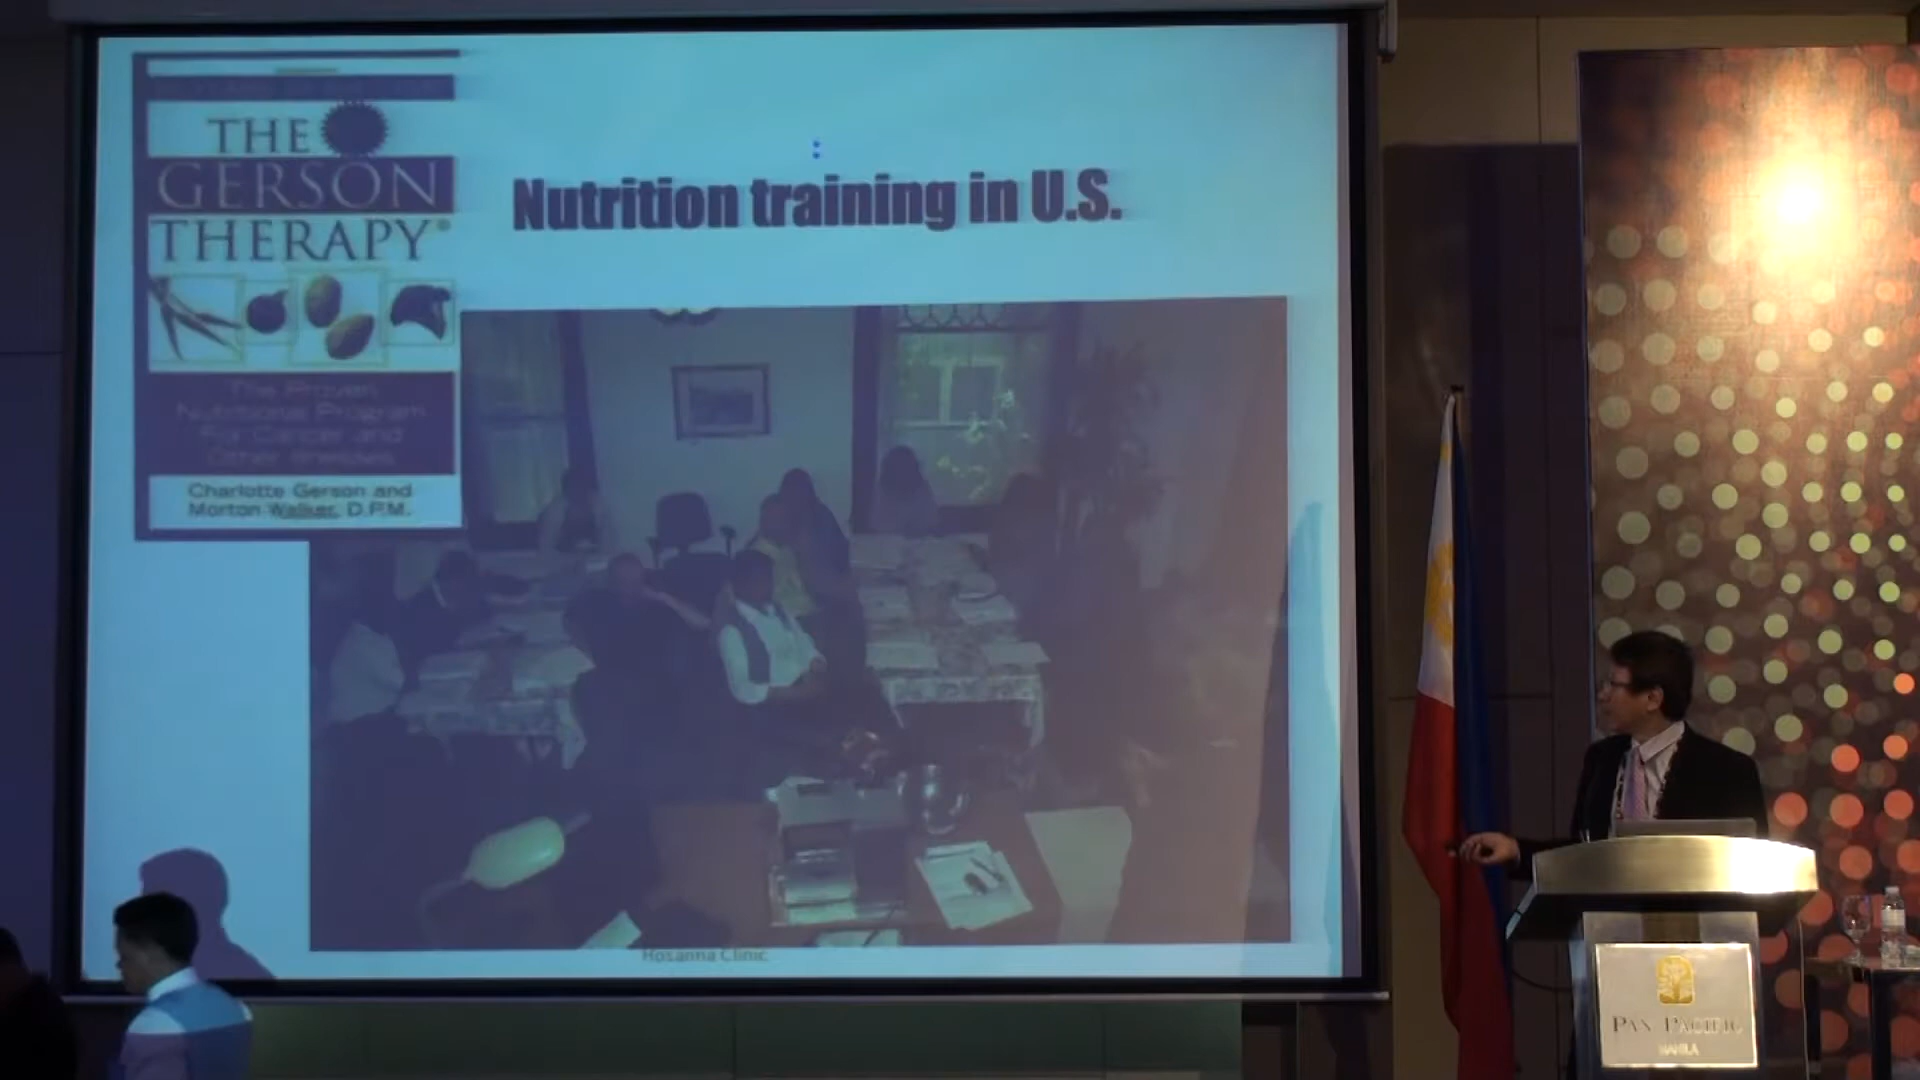 THE
GERSON
THERAPY®
The Proven
Nutritional Program
For Cancer and
Other Illnesses
Charlotte Gerson and
Morton Walker, D.P.M.
:
Nutrition training in U.S.
Hosanna Clinic
PAN PACIFIC
MANILA